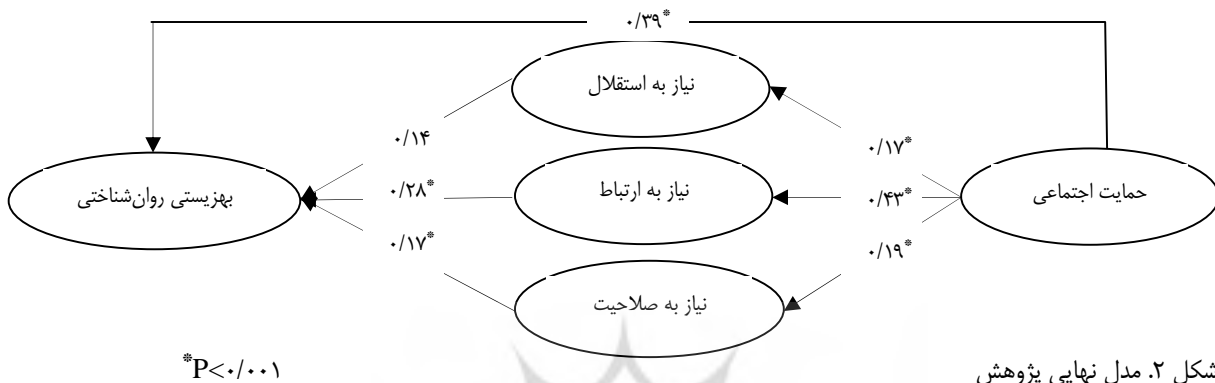 ۰/۳۹*
نیاز به استقلال
۰/۱۴
۰/۱۷*
بهزیستی روان‌شناختی
۰/۲۸*
نیاز به ارتباط
۰/۴۳*
حمایت اجتماعی
۰/۱۷*
۰/۱۹*
نیاز به صلاحیت
*P<۰/۰۰۱
شکل ۲. مدل نهایی پژوهش